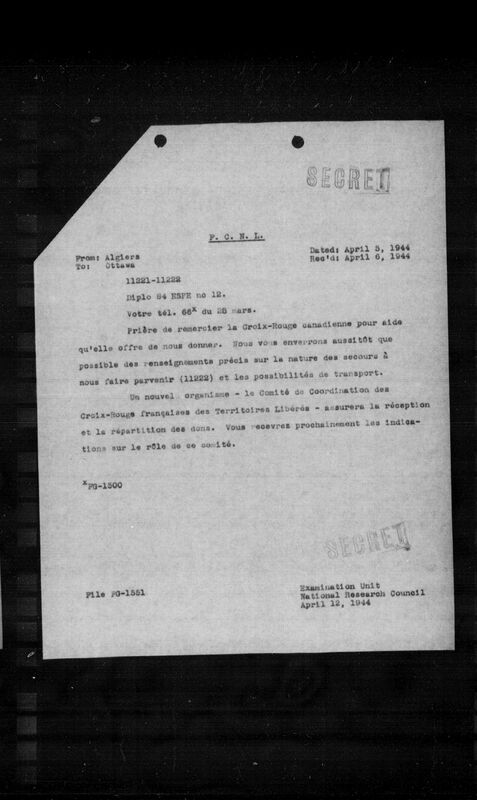 SECRET
F. C. N. L.
From: Algiers
To: Ottawa
Dated: April 5, 1944
Rec'd: April 6, 1944
11221-11222
Diplo 84 ESFH no 12.
Votre tél. 66x du 28 mars.
Prière de remercier la Croix-Rouge canadienne pour aide
qu'elle offre de nous donner. Nous vous enverrons aussitôt que
possible des renseignements précis sur la nature des secours à
nous faire parvenir (11222) et les possibilités de transport.
Un nouvel organisme - le Comité de Coordination des
Croix-Rouge françaises des Territoires Libérés - assurera la réception
et la répartition des dons. Vous recevrez prochainement les indica-
tions sur le rôle de ce comité.
xFG-1500
SECRET
File FG-1551
Examination Unit
National Research Council
April 12, 1944